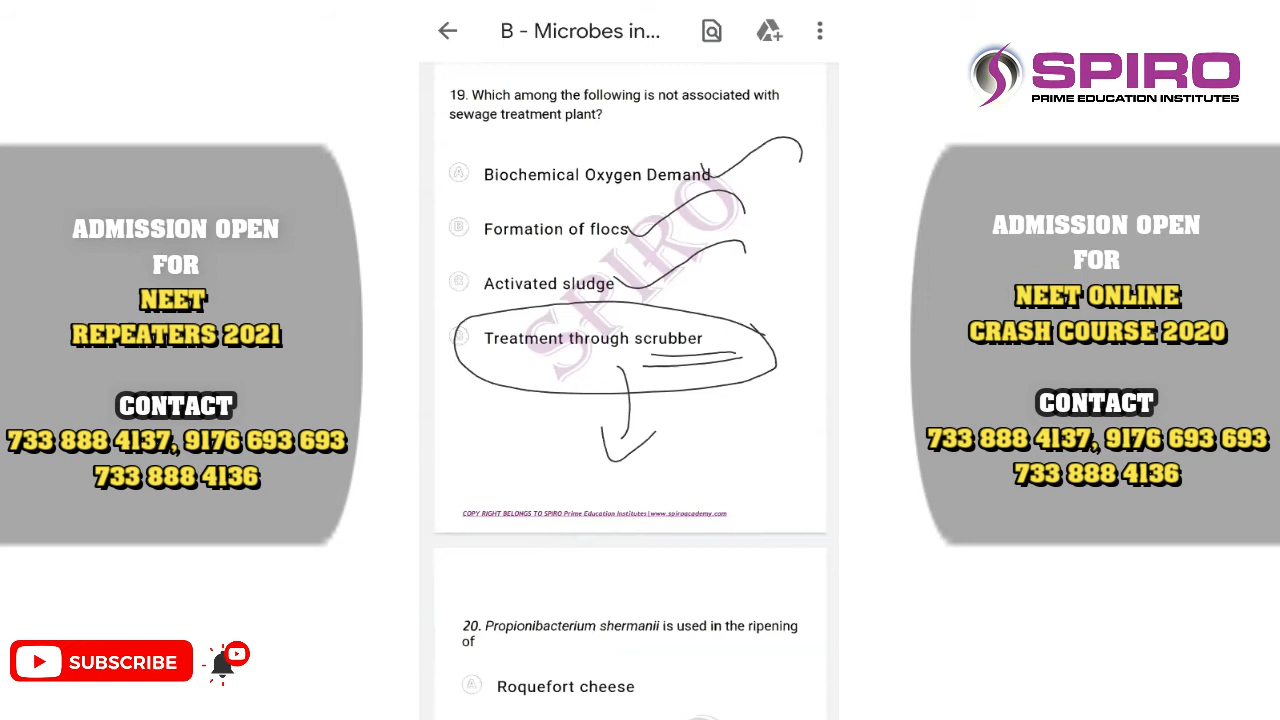 B - Microbes in...
SPIRO
PRIME EDUCATION INSTITUTES
19. Which among the following is not associated with
sewage treatment plant?
A Biochemical Oxygen Demand
B Formation of flocs
C Activated sludge
D Treatment through scrubber
SPIRO
COPY RIGHT BELONGS TO SPIRO Prime Education Institutes|www.spiroacademy.com
20. Propionibacterium shermanii is used in the ripening
of
A Roquefort cheese
ADMISSION OPEN
FOR
NEET
REPEATERS 2021
CONTACT
733 888 4137, 9176 693 693
733 888 4136
ADMISSION OPEN
FOR
NEET ONLINE
CRASH COURSE 2020
CONTACT
733 888 4137, 9176 693 693
733 888 4136
SUBSCRIBE